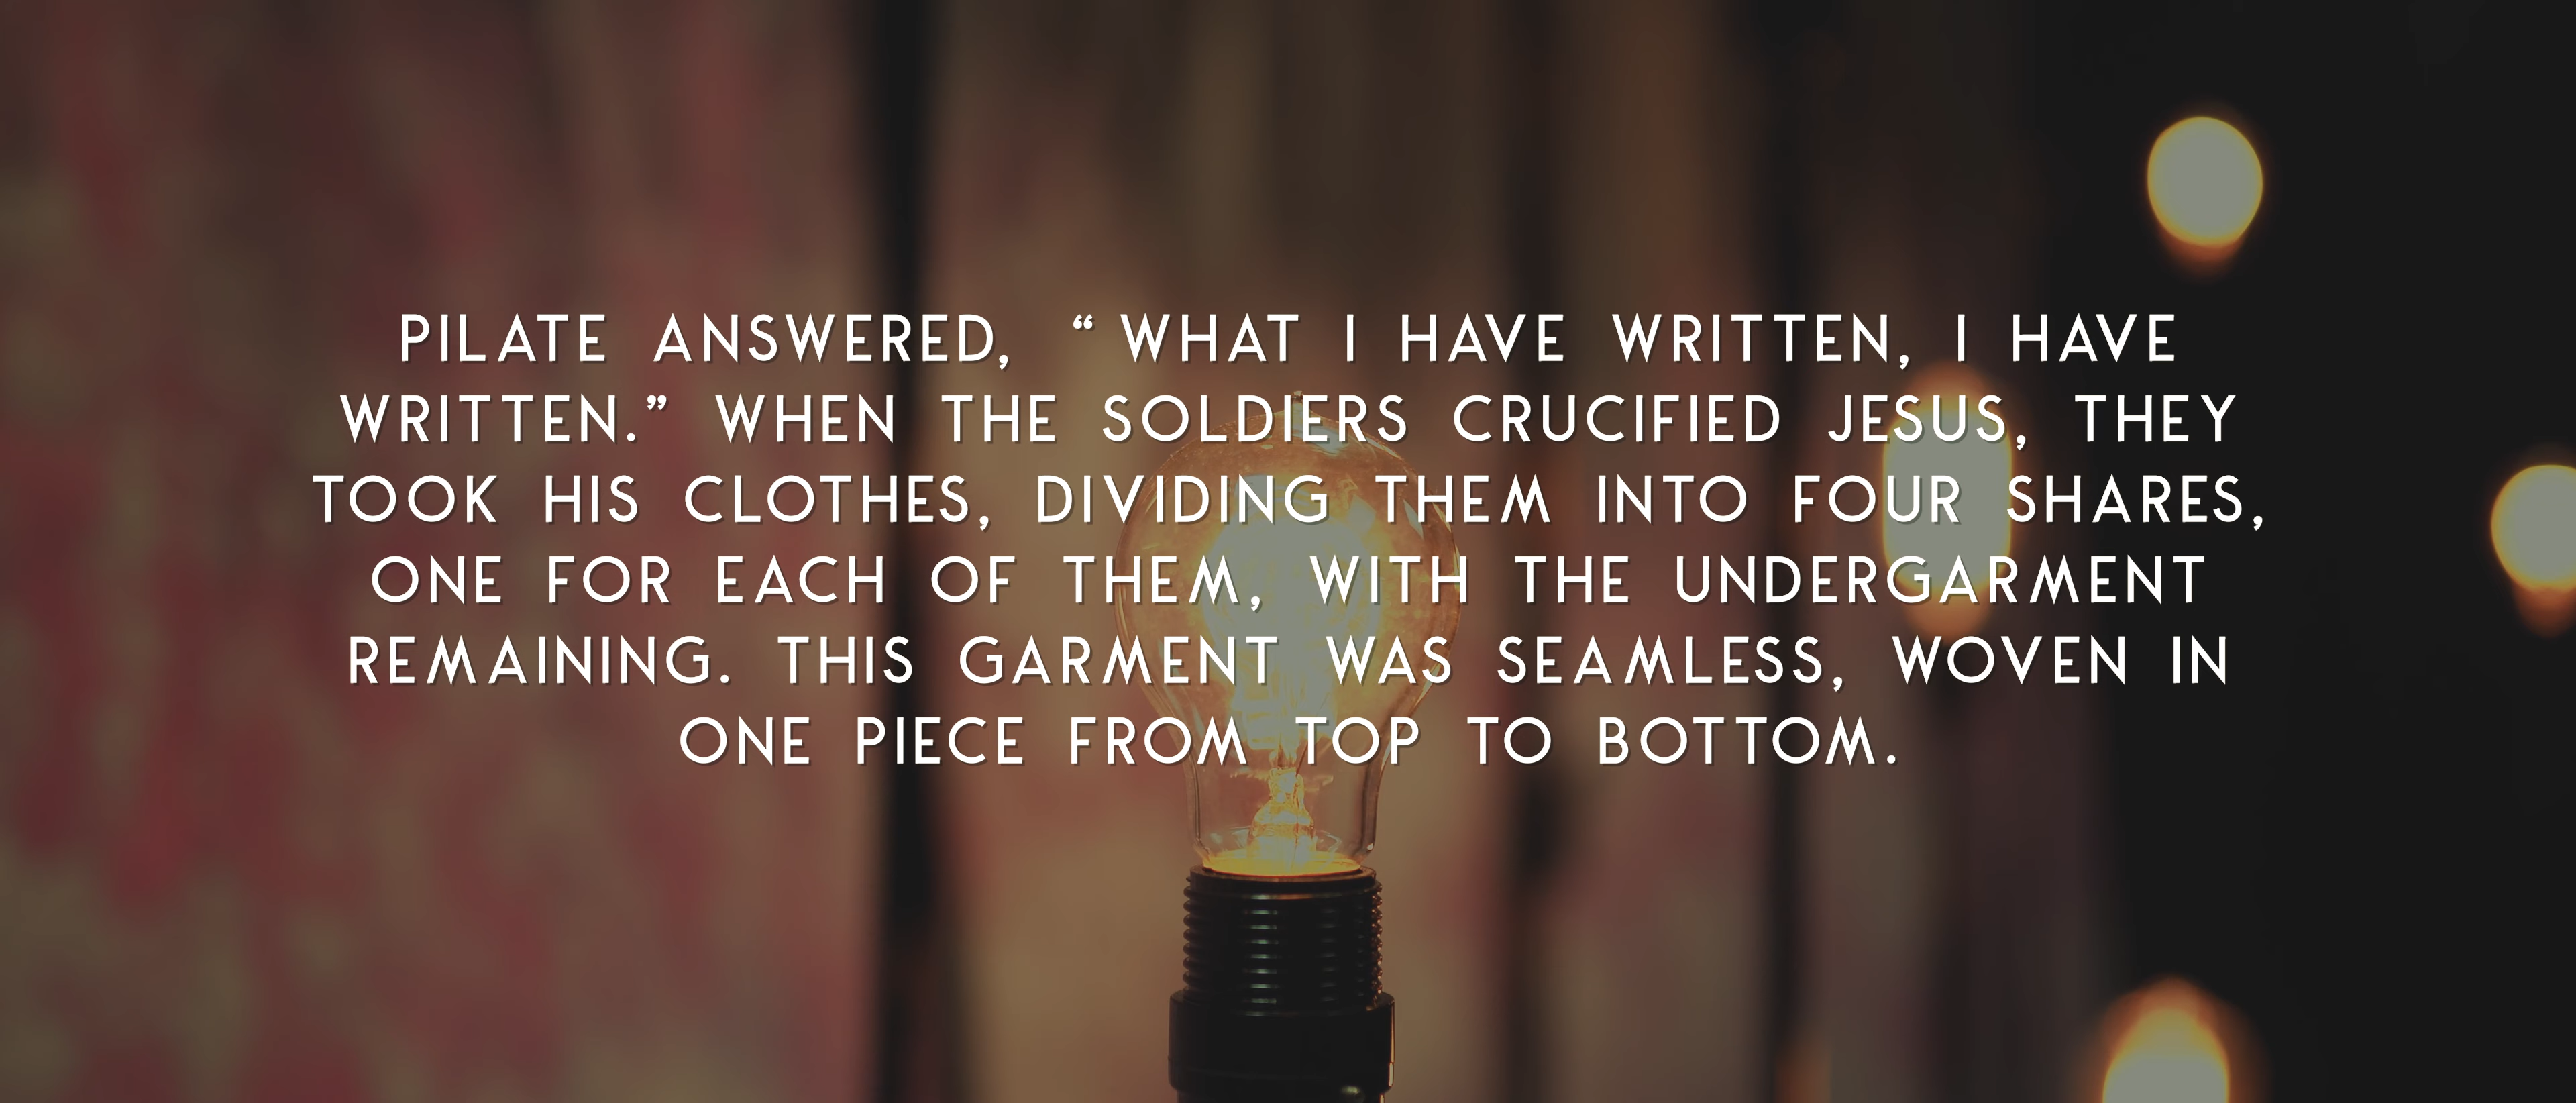 PILATE ANSWERED, “ WHAT I HAVE WRITTEN, I HAVE
WRITTEN.” WHEN THE SOLDIERS CRUCIFIED JESUS, THEY
TOOK HIS CLOTHES, DIVIDING THEM INTO FOUR SHARES,
ONE FOR EACH OF THEM, WITH THE UNDERGARMENT
REMAINING. THIS GARMENT WAS SEAMLESS, WOVEN IN
ONE PIECE FROM TOP TO BOTTOM.